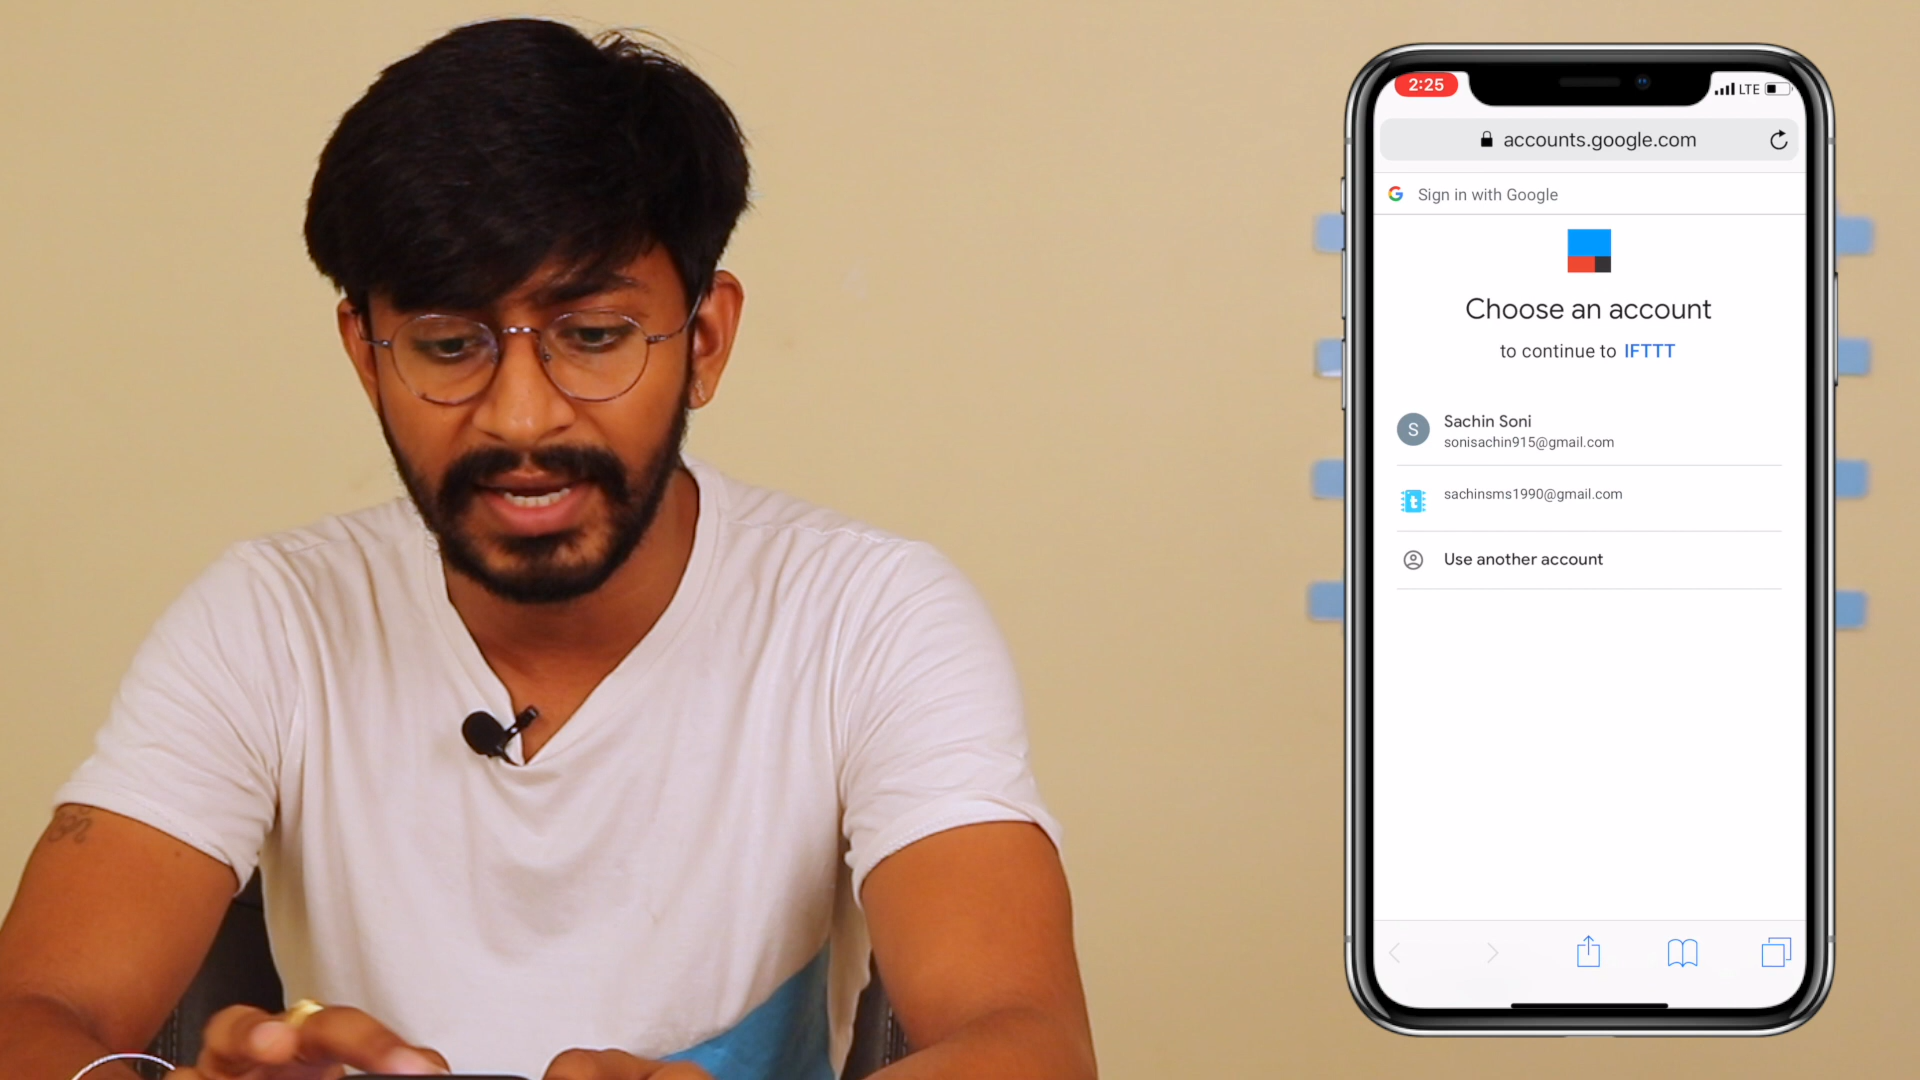 2:25
LTE
accounts.google.com
G Sign in with Google
Choose an account
to continue to IFTTT
S
Sachin Soni
sonisachin915@gmail.com
t
sachinsms1990@gmail.com
Use another account